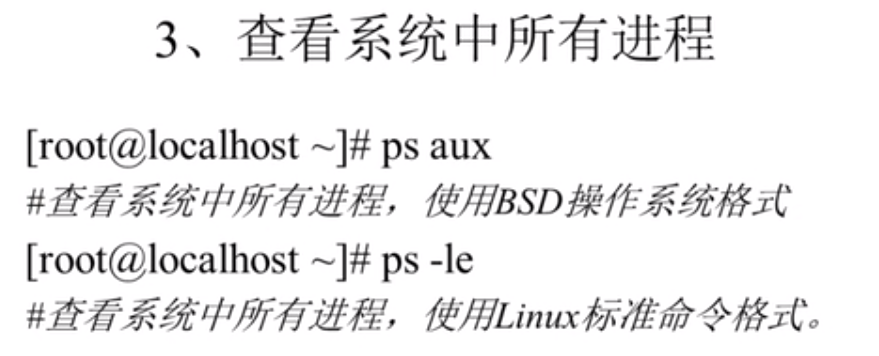 3、查看系统中所有进程
[root@localhost ~]# ps aux
#查看系统中所有进程，使用BSD操作系统格式
[root@localhost ~]# ps -le
#查看系统中所有进程，使用Linux标准命令格式。